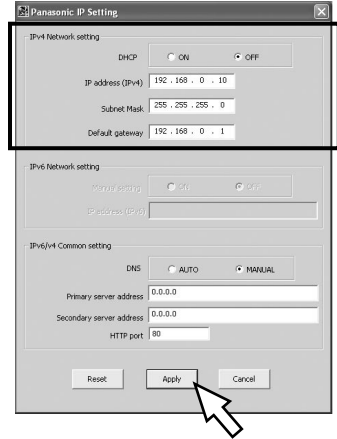 Panasonic IP Setting
IPv4 Network setting
DHCP ON OFF
IP address (IPv4) 192 . 168 . 0 . 10
Subnet Mask 255 . 255 . 255 . 0
Default gateway 192 . 168 . 0 . 1
IPv6 Network setting
Manual setting ON OFF
IP address (IPv6)
IPv6/v4 Common setting
DNS AUTO MANUAL
Primary server address 0.0.0.0
Secondary server address 0.0.0.0
HTTP port 80
Reset Apply Cancel